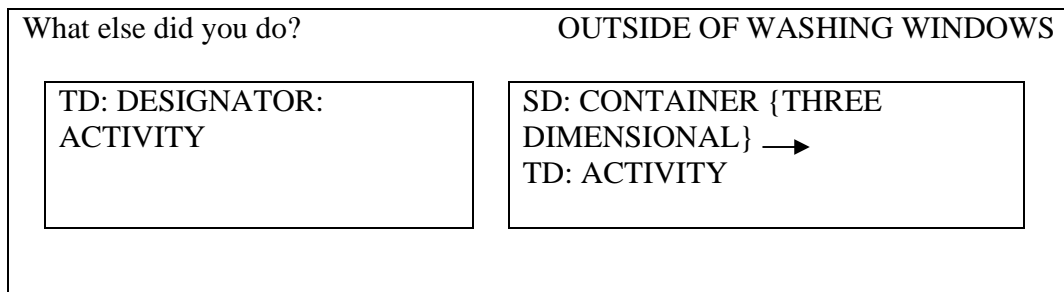 What else did you do? OUTSIDE OF WASHING WINDOWS
TD: DESIGNATOR:
ACTIVITY
SD: CONTAINER {THREE
DIMENSIONAL}
TD: ACTIVITY